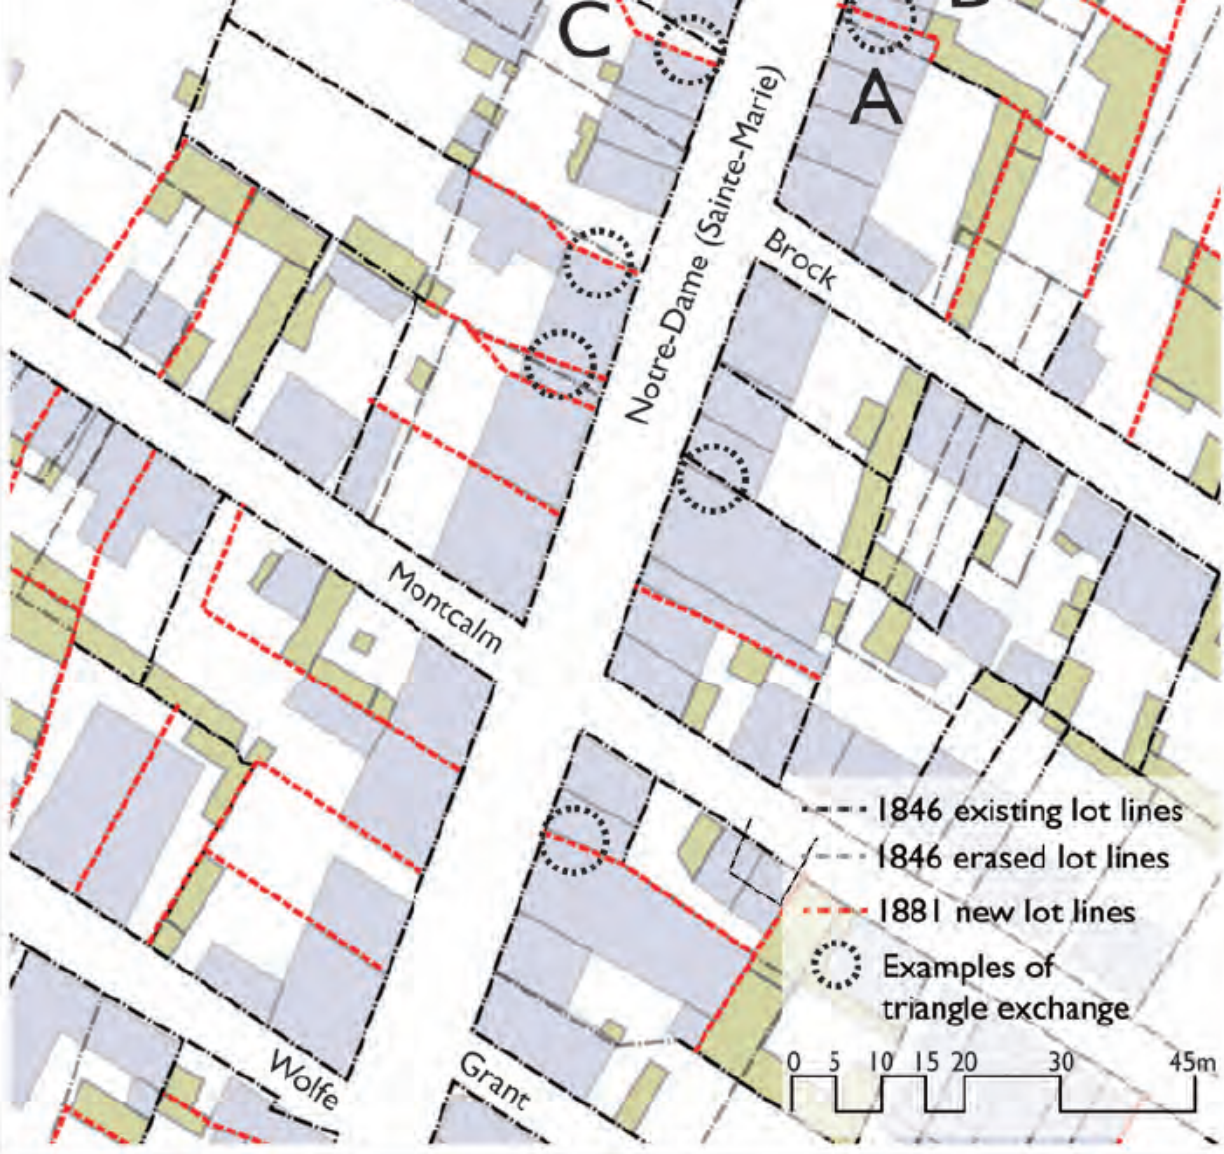 C
A
Notre-Dame (Sainte-Marie)
Brock
Montcalm
1846 existing lot lines
1846 erased lot lines
1881 new lot lines
Examples of
triangle exchange
0 5 10 15 20 30 45m
Wolfe
Grant